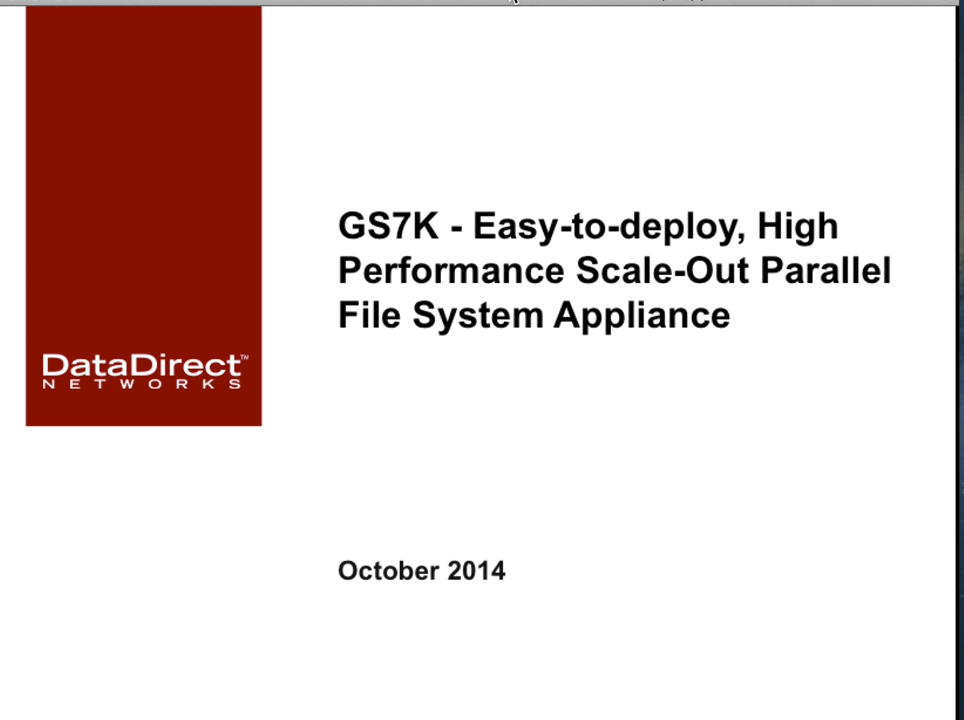 GS7K - Easy-to-deploy, High
Performance Scale-Out Parallel
File System Appliance
DataDirect™
NETWORKS
October 2014